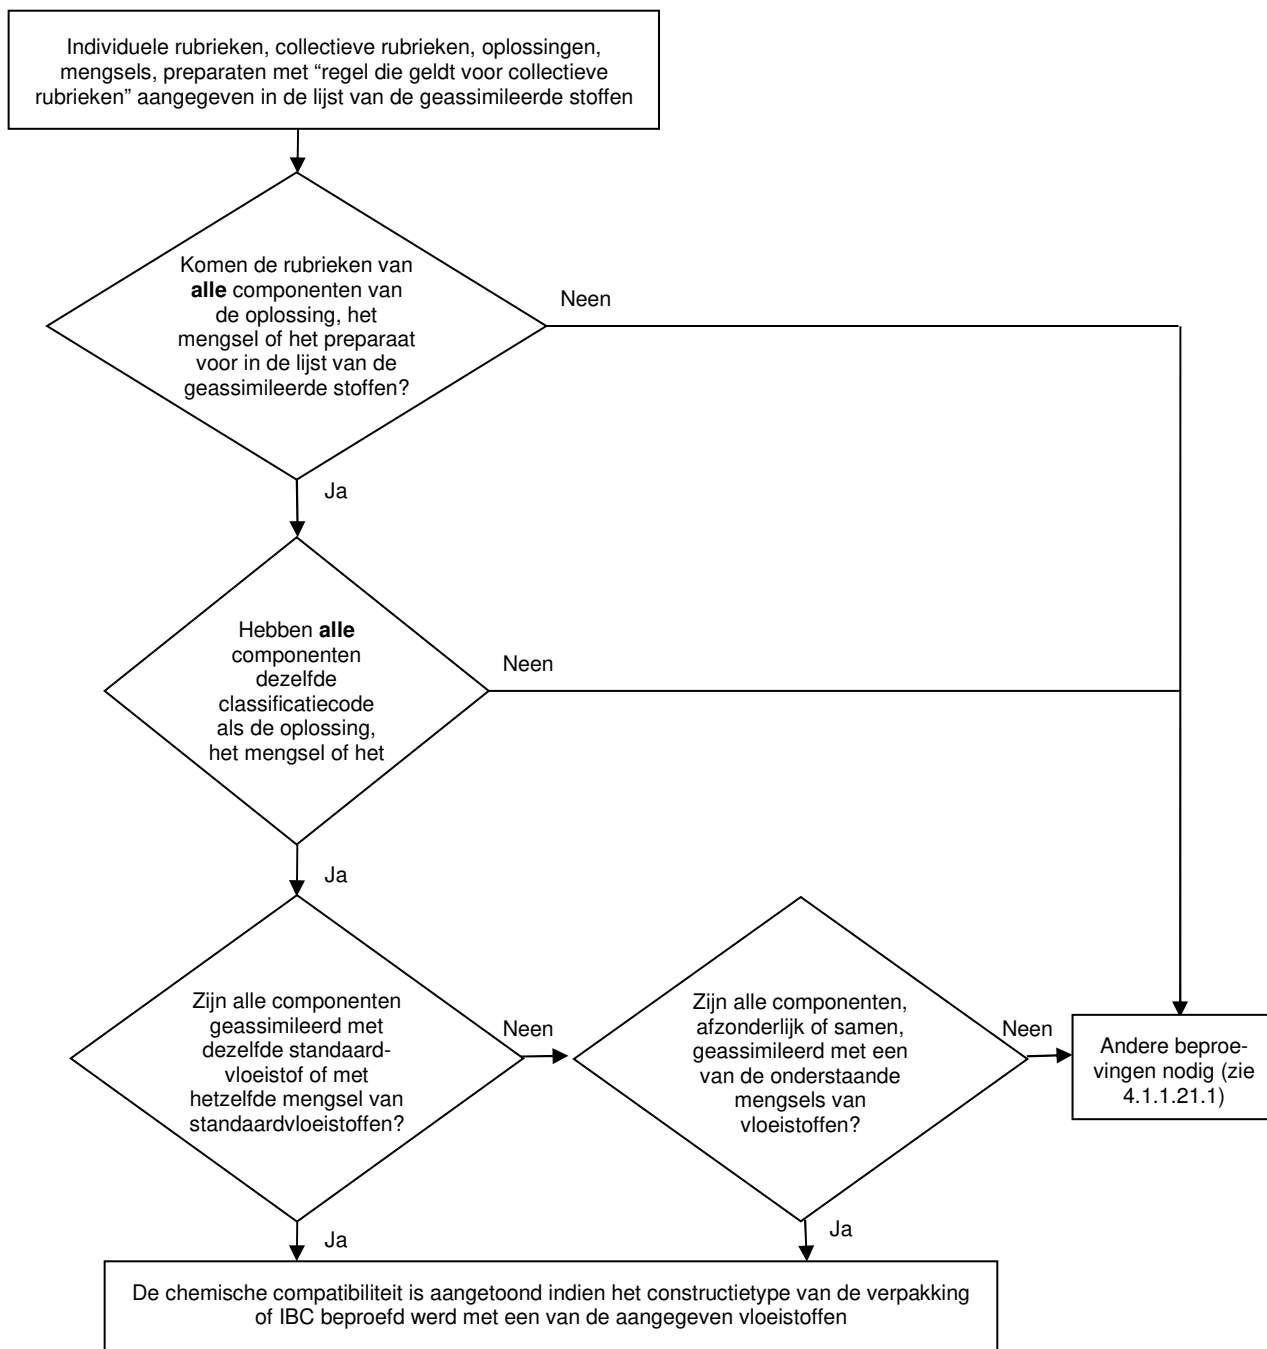 Individuele rubrieken, collectieve rubrieken, oplossingen,
mengsels, preparaten met “regel die geldt voor collectieve
rubrieken” aangegeven in de lijst van de geassimileerde stoffen
Komen de rubrieken van
alle componenten van
de oplossing, het
mengsel of het preparaat
voor in de lijst van de
geassimileerde stoffen?
Neen
Ja
Hebben alle
componenten
dezelfde
classificatiecode
als de oplossing,
het mengsel of het
Neen
Ja
Zijn alle componenten
geassimileerd met
dezelfde standaard-
vloeistof of met
hetzelfde mengsel van
standaardvloeistoffen?
Neen
Zijn alle componenten,
afzonderlijk of samen,
geassimileerd met een
van de onderstaande
mengsels van
vloeistoffen?
Neen
Andere beproe-
vingen nodig (zie
4.1.1.21.1)
Ja
Ja
De chemische compatibiliteit is aangetoond indien het constructietype van de verpakking
of IBC beproefd werd met een van de aangegeven vloeistoffen